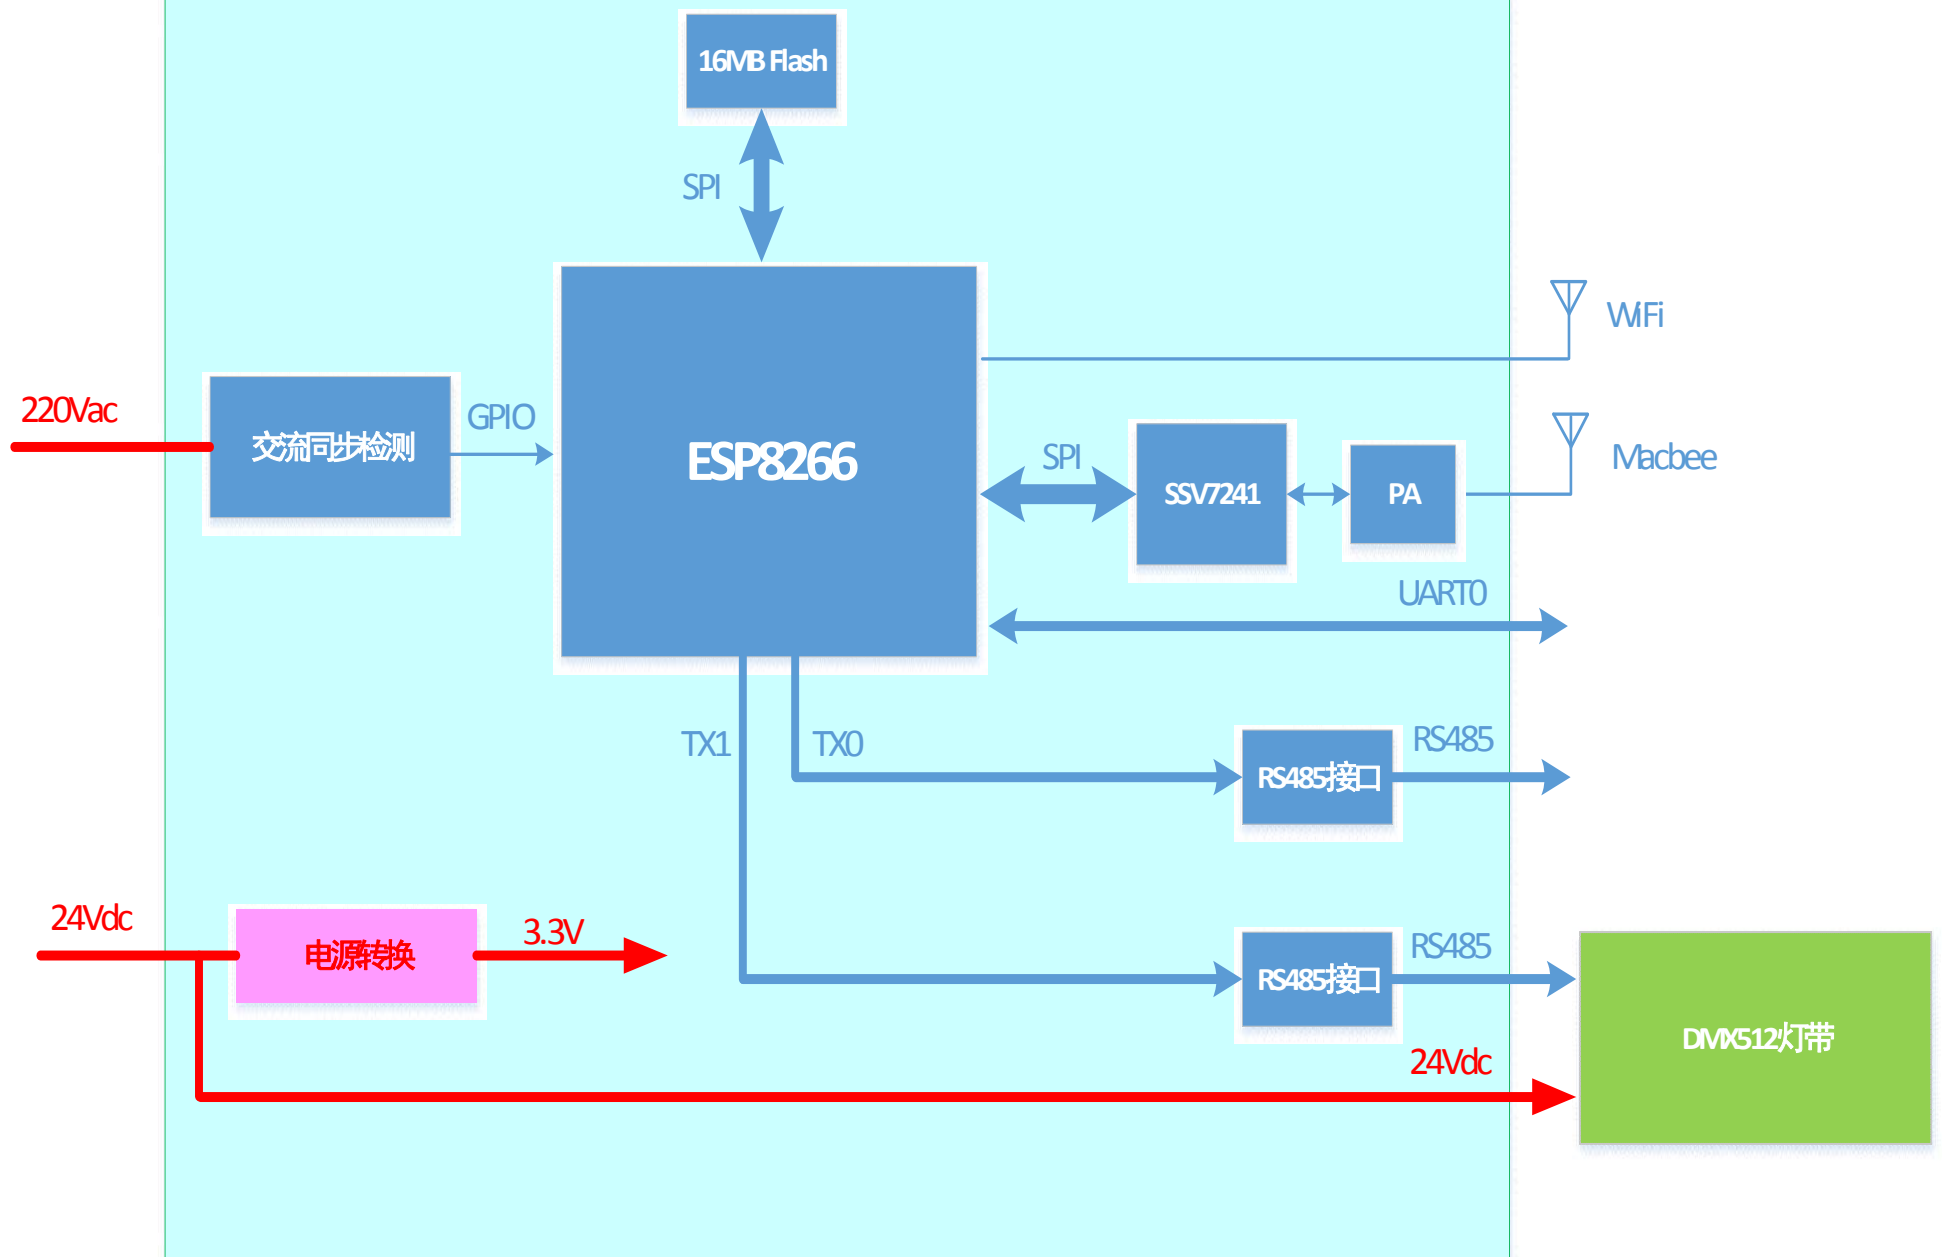 16MB Flash
SPI
WiFi
220Vac
交流同步检测
GPIO
ESP8266
SPI
SSV7241
PA
Macbee
UART0
TX1
TX0
RS485接口
RS485
24Vdc
电源转换
3.3V
RS485接口
RS485
DMX512灯带
24Vdc